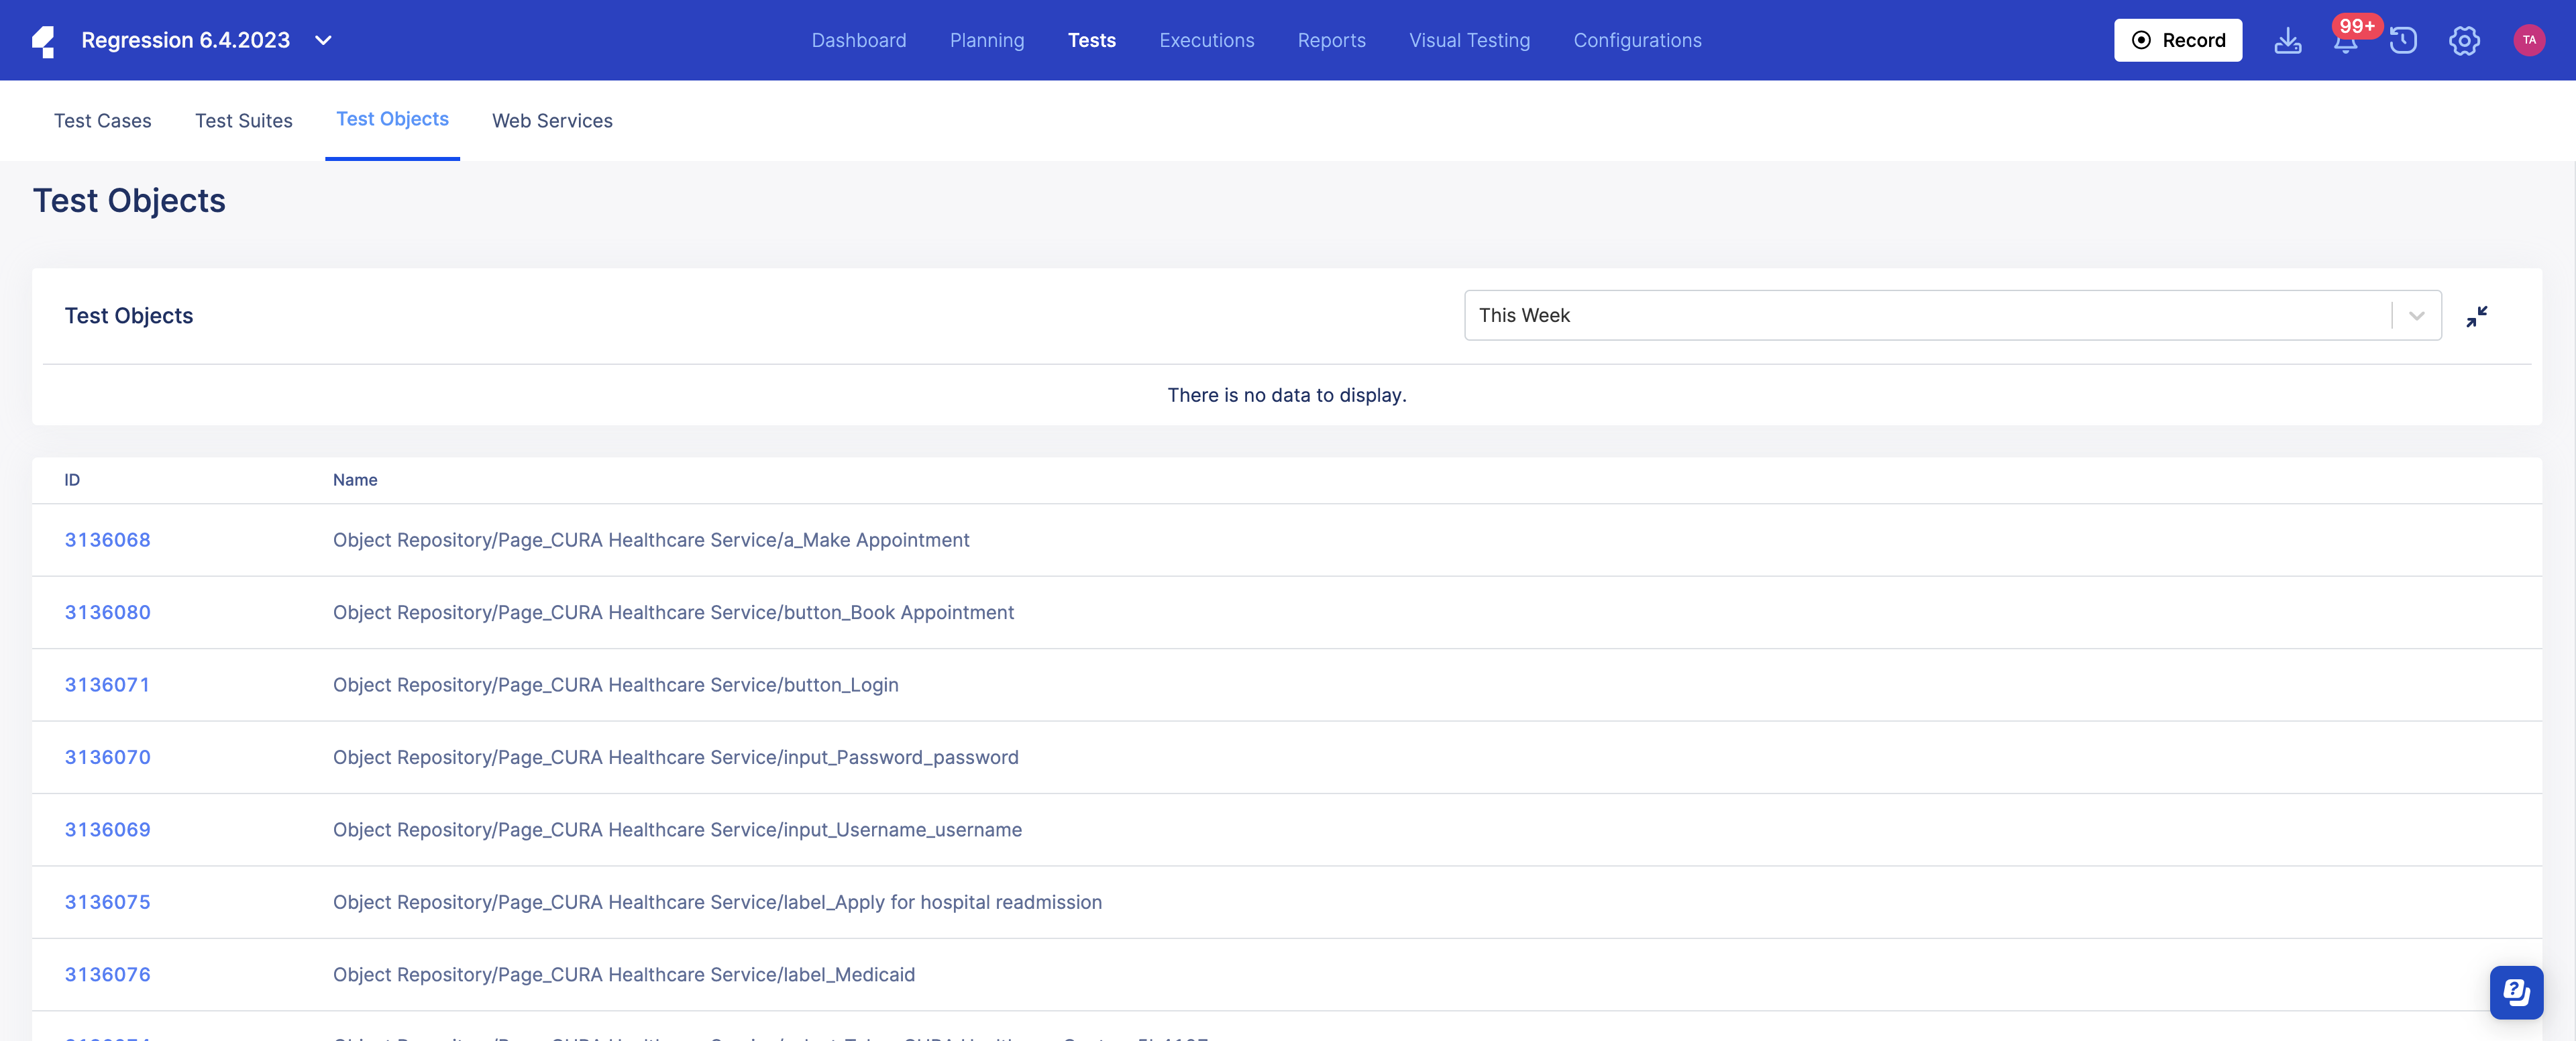 Regression 6.4.2023
Dashboard Planning Tests Executions Reports Visual Testing Configurations
Record
99+
TA
Test Cases Test Suites Test Objects Web Services
Test Objects
Test Objects
This Week
There is no data to display.
ID Name
3136068 Object Repository/Page_CURA Healthcare Service/a_Make Appointment
3136080 Object Repository/Page_CURA Healthcare Service/button_Book Appointment
3136071 Object Repository/Page_CURA Healthcare Service/button_Login
3136070 Object Repository/Page_CURA Healthcare Service/input_Password_password
3136069 Object Repository/Page_CURA Healthcare Service/input_Username_username
3136075 Object Repository/Page_CURA Healthcare Service/label_Apply for hospital readmission
3136076 Object Repository/Page_CURA Healthcare Service/label_Medicaid